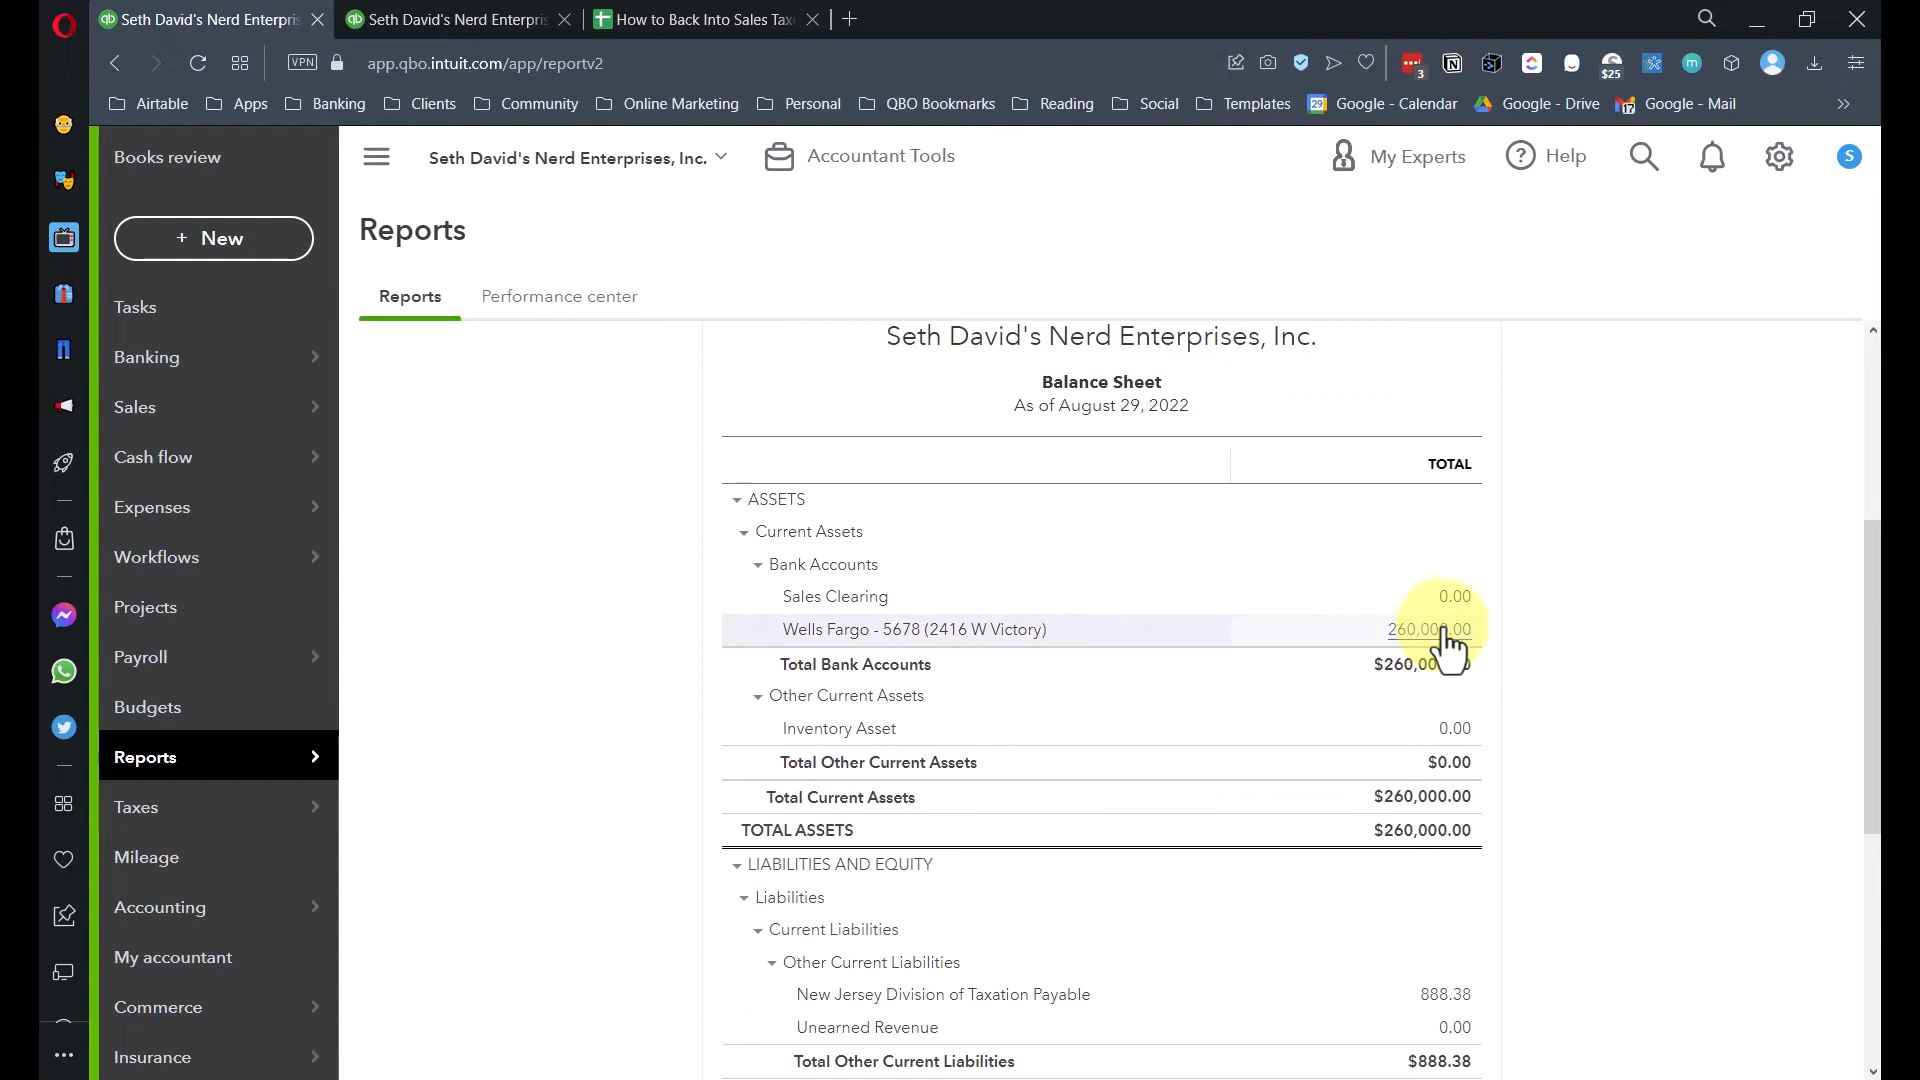 Seth David's Nerd Enterpris
Seth David's Nerd Enterpris
How to Back Into Sales Tax
VPN
app.qbo.intuit.com/app/reportv2
3
$25
Airtable
Apps
Banking
Clients
Community
Online Marketing
Personal
QBO Bookmarks
Reading
Social
Templates
29
Google - Calendar
Google - Drive
17
Google - Mail
Books review
Seth David's Nerd Enterprises, Inc.
Accountant Tools
My Experts
Help
S
+ New
Reports
Reports
Performance center
Tasks
Banking
Sales
Cash flow
Expenses
Workflows
Projects
Payroll
Budgets
Reports
Taxes
Mileage
Accounting
My accountant
Commerce
Insurance
Seth David's Nerd Enterprises, Inc.
Balance Sheet
As of August 29, 2022
TOTAL
ASSETS
Current Assets
Bank Accounts
Sales Clearing 0.00
Wells Fargo - 5678 (2416 W Victory)
Total Bank Accounts
Other Current Assets
Inventory Asset 0.00
Total Other Current Assets $0.00
Total Current Assets $260,000.00
TOTAL ASSETS $260,000.00
LIABILITIES AND EQUITY
Liabilities
Current Liabilities
Other Current Liabilities
New Jersey Division of Taxation Payable 888.38
Unearned Revenue 0.00
Total Other Current Liabilities $888.38